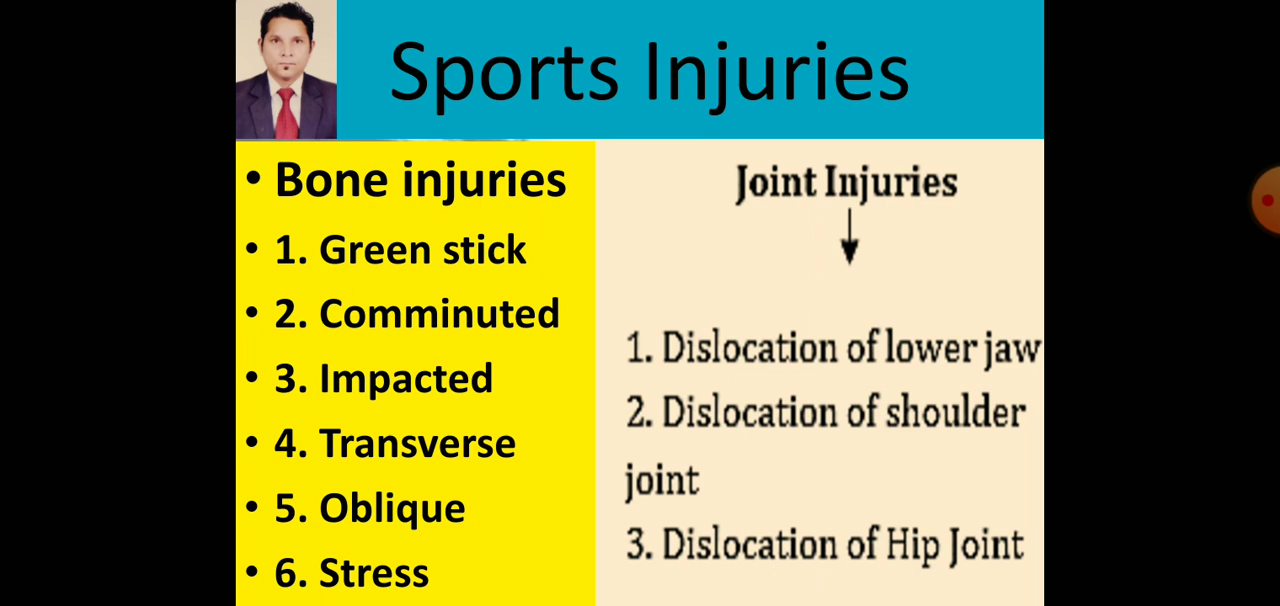 Sports Injuries
• Bone injuries
• 1. Green stick
• 2. Comminuted
• 3. Impacted
• 4. Transverse
• 5. Oblique
• 6. Stress
Joint Injuries
1. Dislocation of lower jaw
2. Dislocation of shoulder
joint
3. Dislocation of Hip Joint